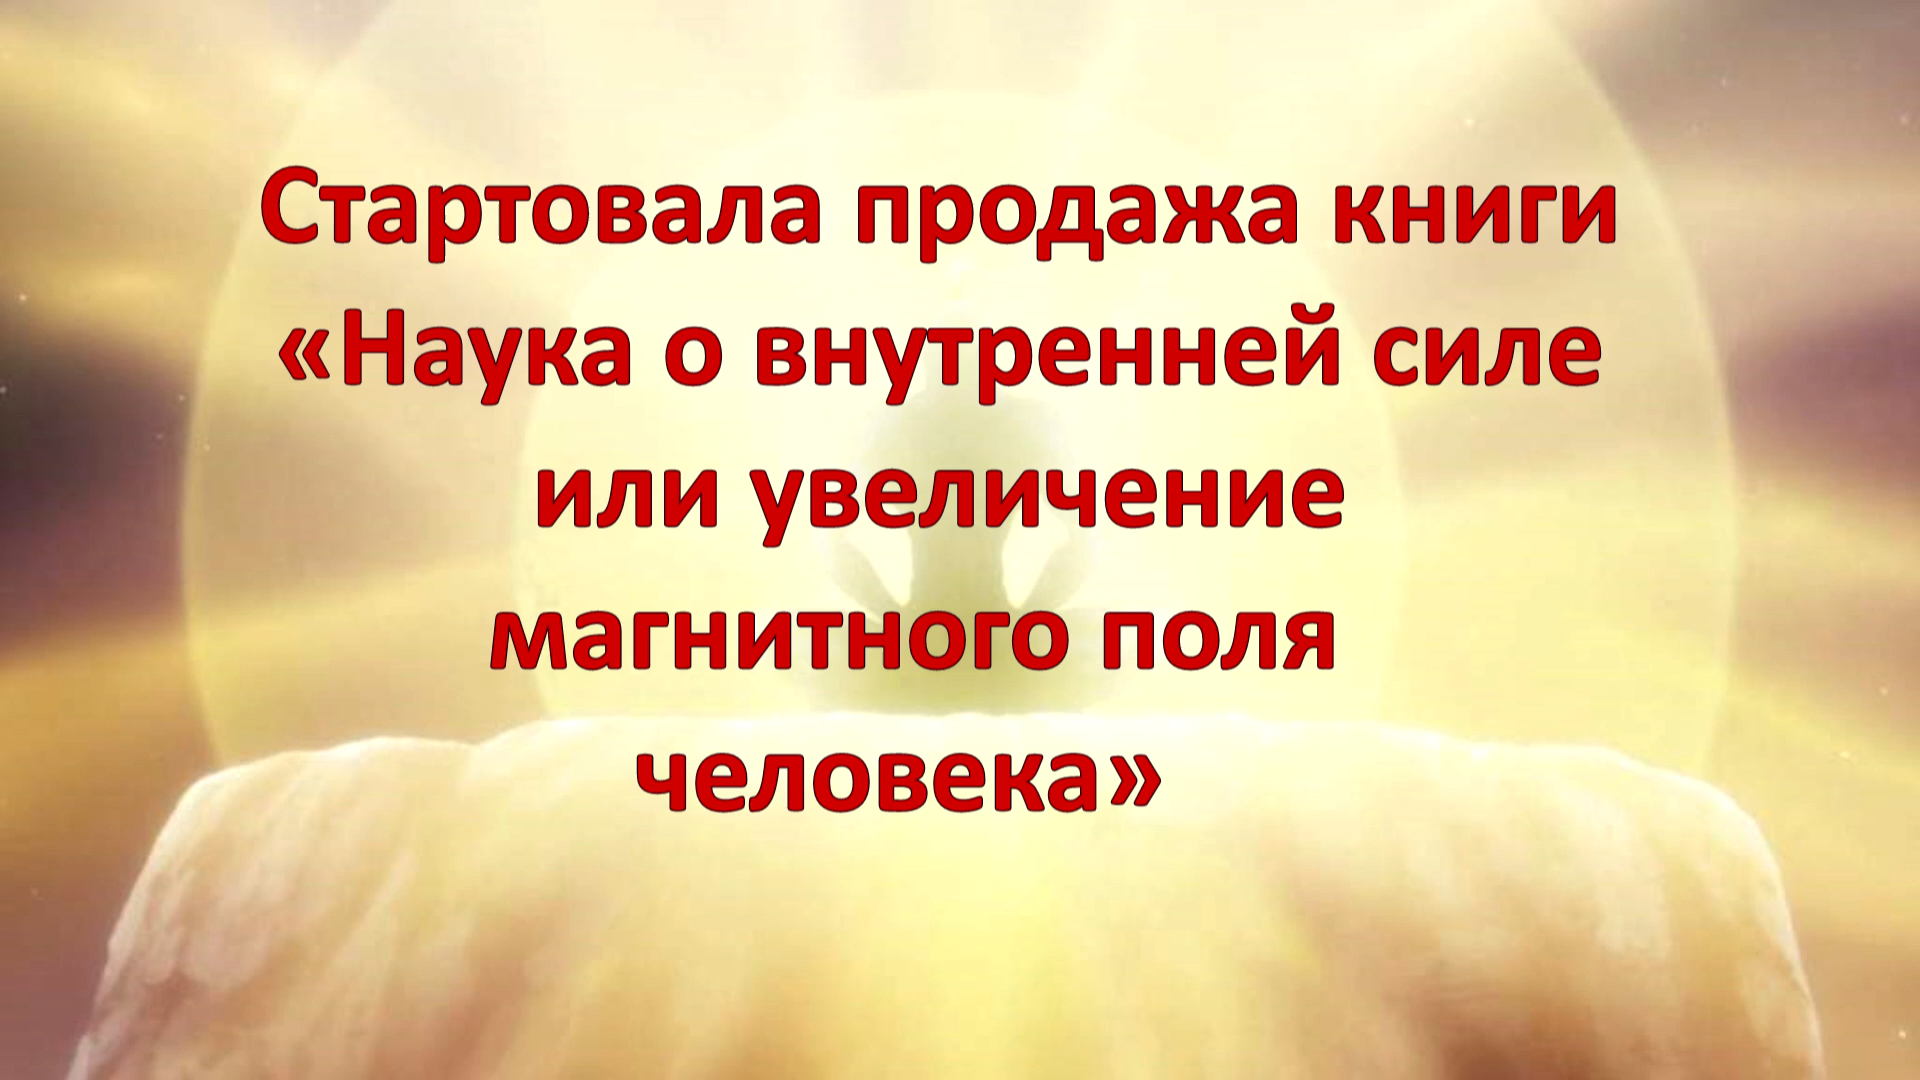 Стартовала продажа книги
«Наука о внутренней силе
или увеличение
магнитного поля
человека»